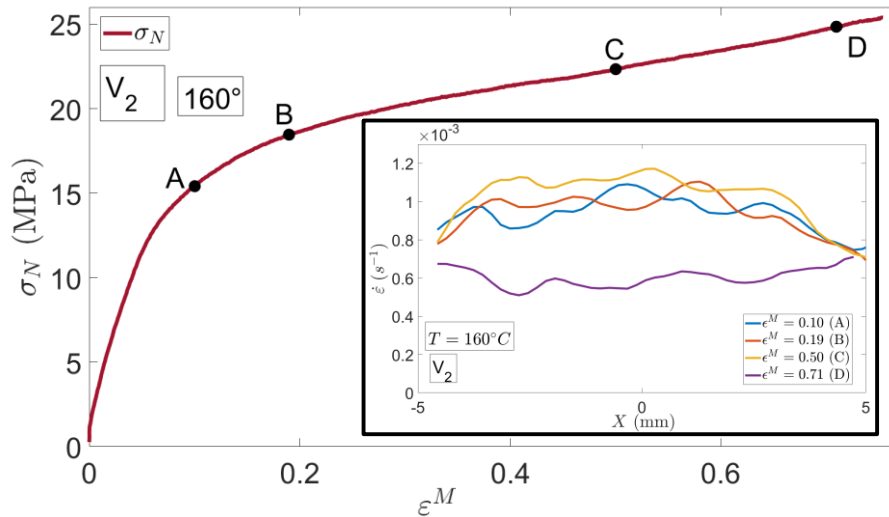 25
20
15
10
5
0
σ_N (MPa)
σ_N
V_2
160°
A
B
C
D
×10^-3
1.2
1
0.8
0.6
0.4
0.2
0
ε̇ (s^-1)
T = 160°C
V_2
ϵ^M = 0.10 (A)
ϵ^M = 0.19 (B)
ϵ^M = 0.50 (C)
ϵ^M = 0.71 (D)
-5
0
5
X (mm)
0
0.2
0.4
0.6
ε^M